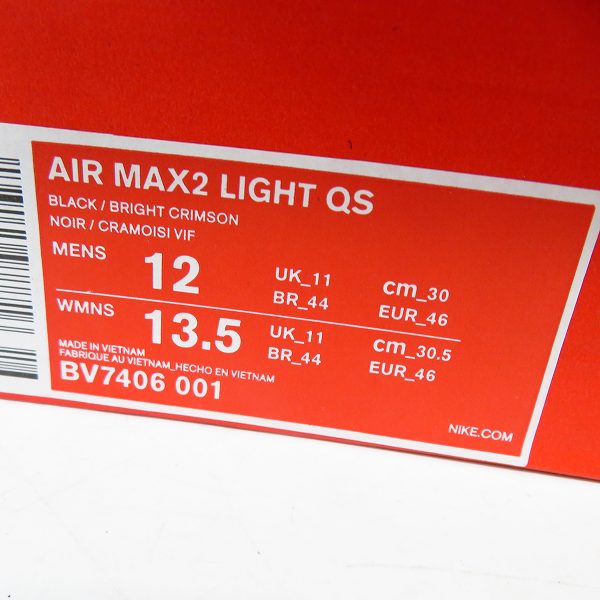 AIR MAX2 LIGHT QS
BLACK / BRIGHT CRIMSON
NOIR / CRAMOISI VIF
MENS 12 UK_11 cm_30
BR_44 EUR_46
WMNS 13.5 UK_11 cm_30.5
BR_44 EUR_46
MADE IN VIETNAM
FABRIQUE AU VIETNAM_HECHO EN VIETNAM
BV7406 001
NIKE.COM